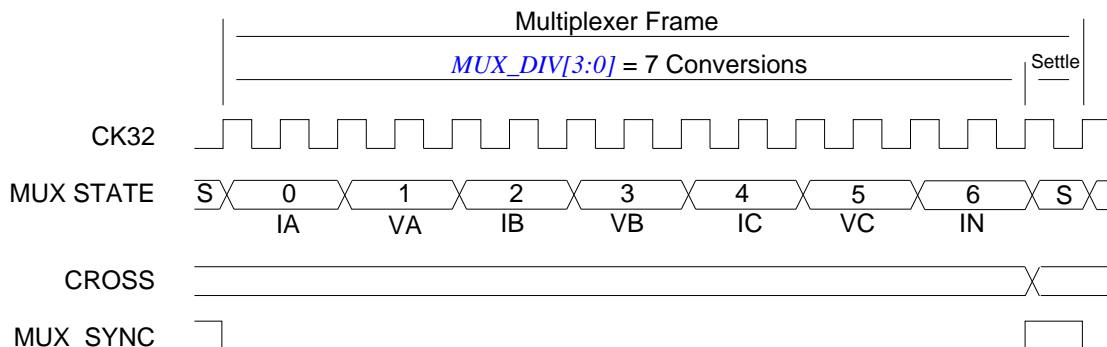 Multiplexer Frame
MUX_DIV[3:0] = 7 Conversions Settle
CK32
MUX STATE S 0 1 2 3 4 5 6 S
IA VA IB VB IC VC IN
CROSS
MUX_SYNC